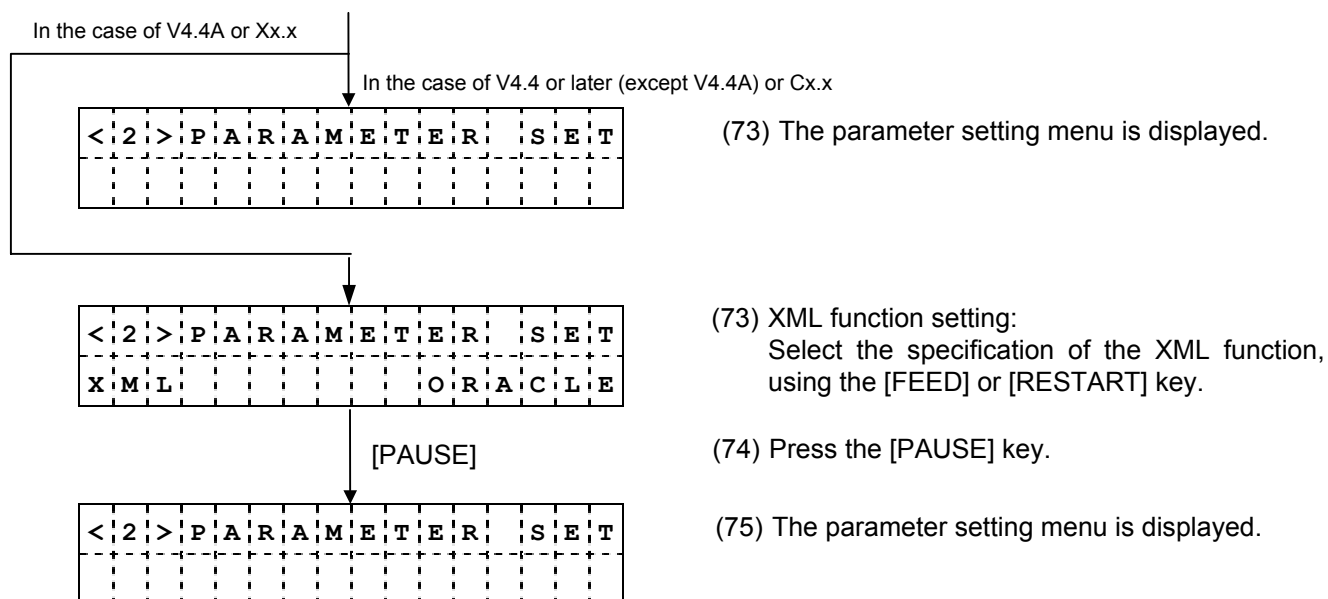 In the case of V4.4A or Xx.x
In the case of V4.4 or later (except V4.4A) or Cx.x
<2>PARAMETER SET
(73) The parameter setting menu is displayed.
<2>PARAMETER SET
XML ORACLE
(73) XML function setting:
Select the specification of the XML function,
using the [FEED] or [RESTART] key.
[PAUSE]
(74) Press the [PAUSE] key.
<2>PARAMETER SET
(75) The parameter setting menu is displayed.